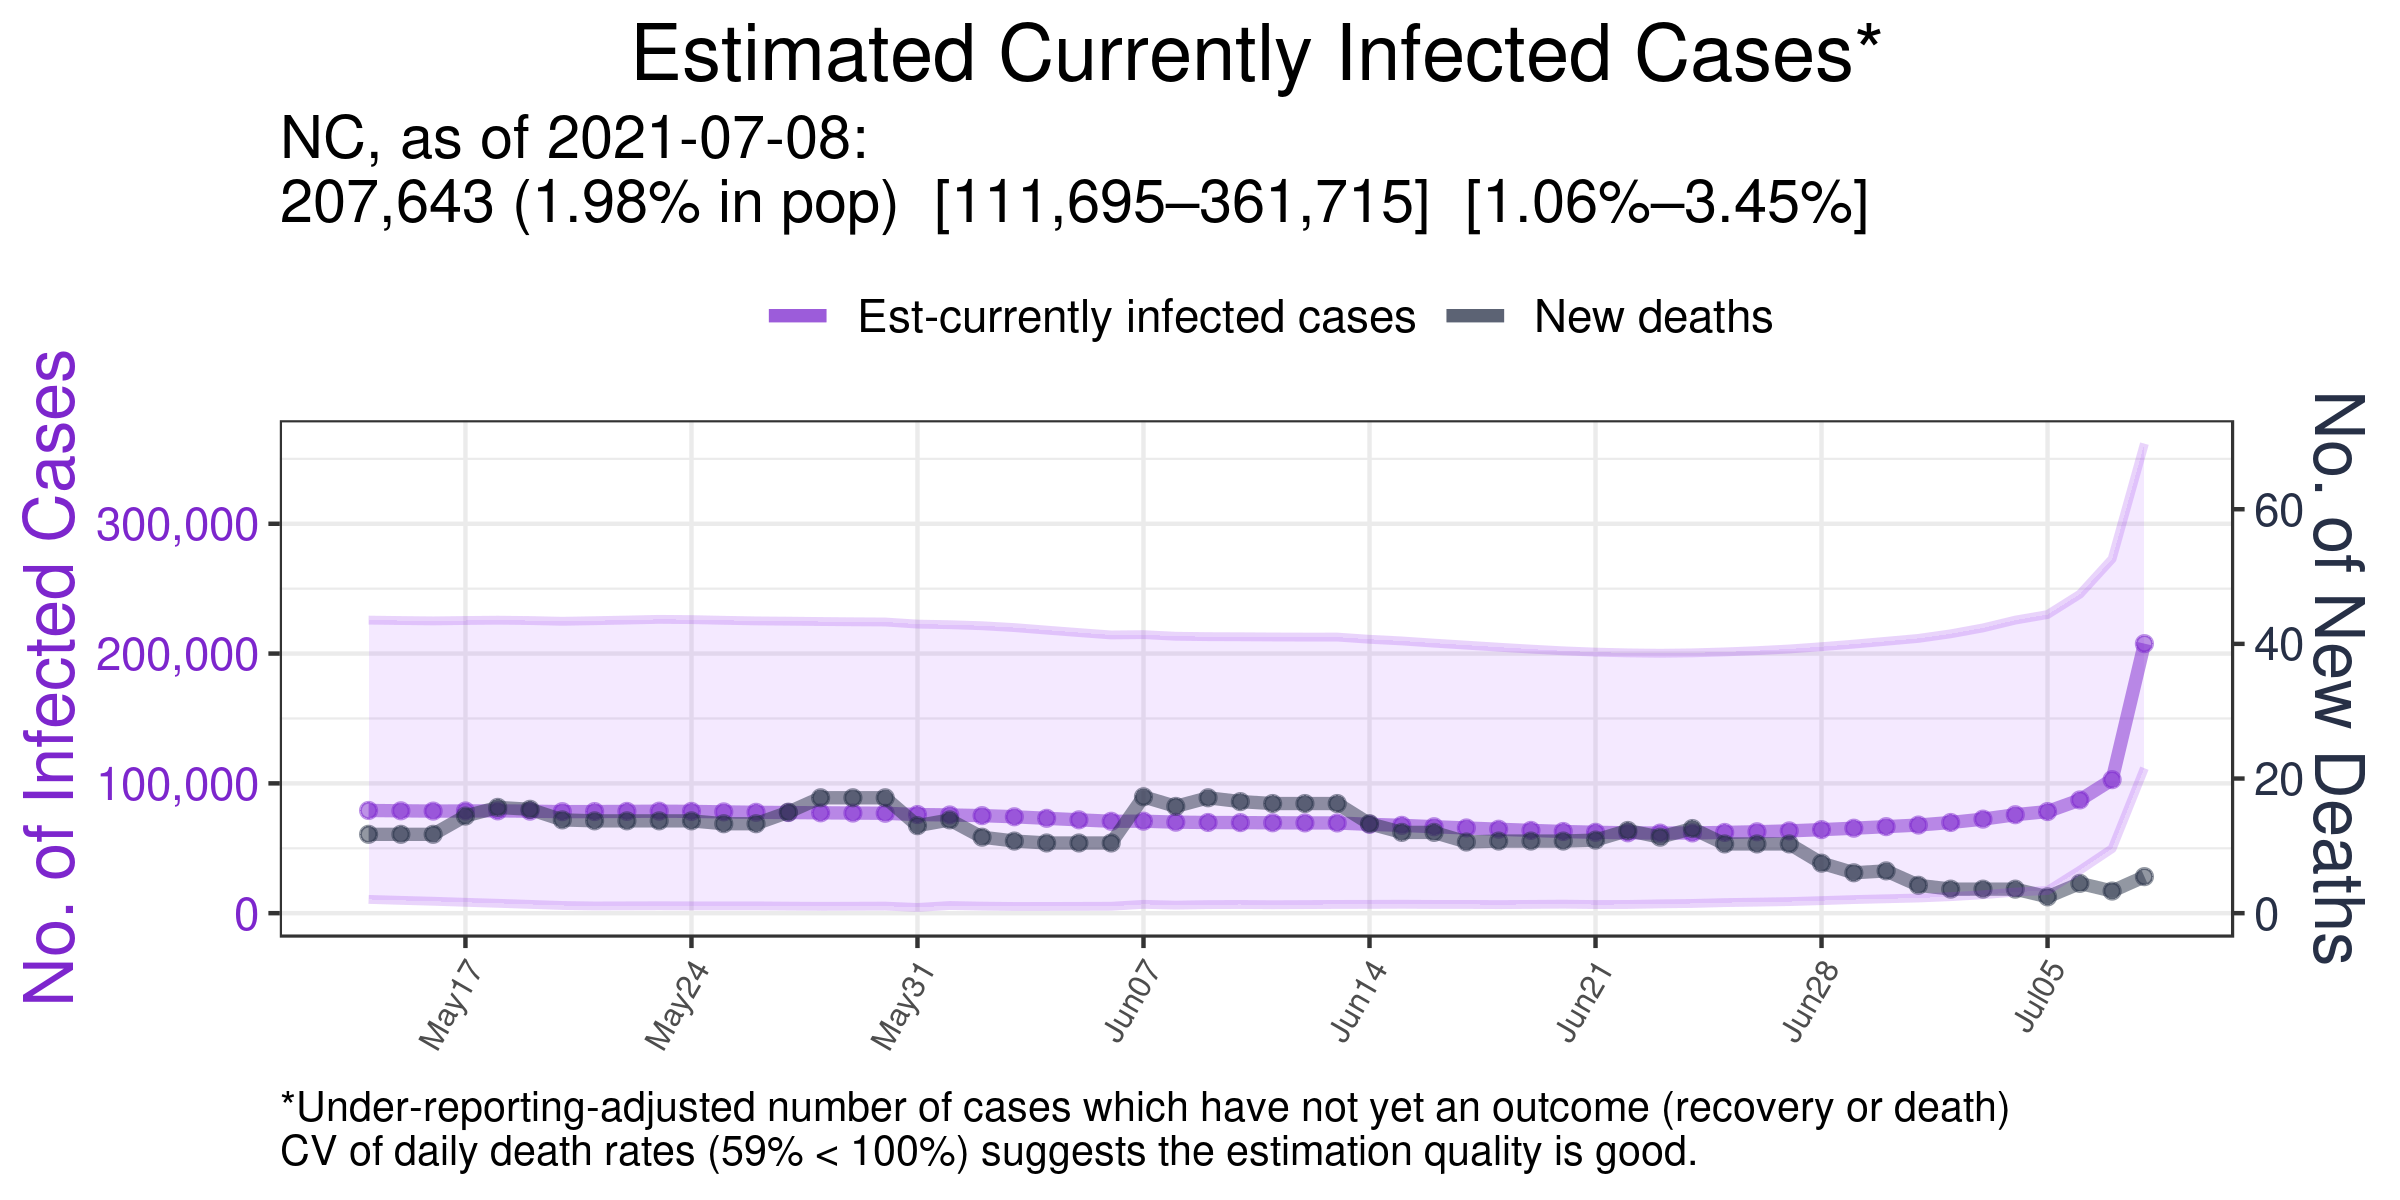 Estimated Currently Infected Cases*
NC, as of 2021-07-08:
207,643 (1.98% in pop)  [111,695–361,715]  [1.06%–3.45%]
Est-currently infected cases
New deaths
No. of Infected Cases
300,000
200,000
100,000
0
No. of New Deaths
60
40
20
0
May17
May24
May31
Jun07
Jun14
Jun21
Jun28
Jul05
*Under-reporting-adjusted number of cases which have not yet an outcome (recovery or death)
CV of daily death rates (59% < 100%) suggests the estimation quality is good.